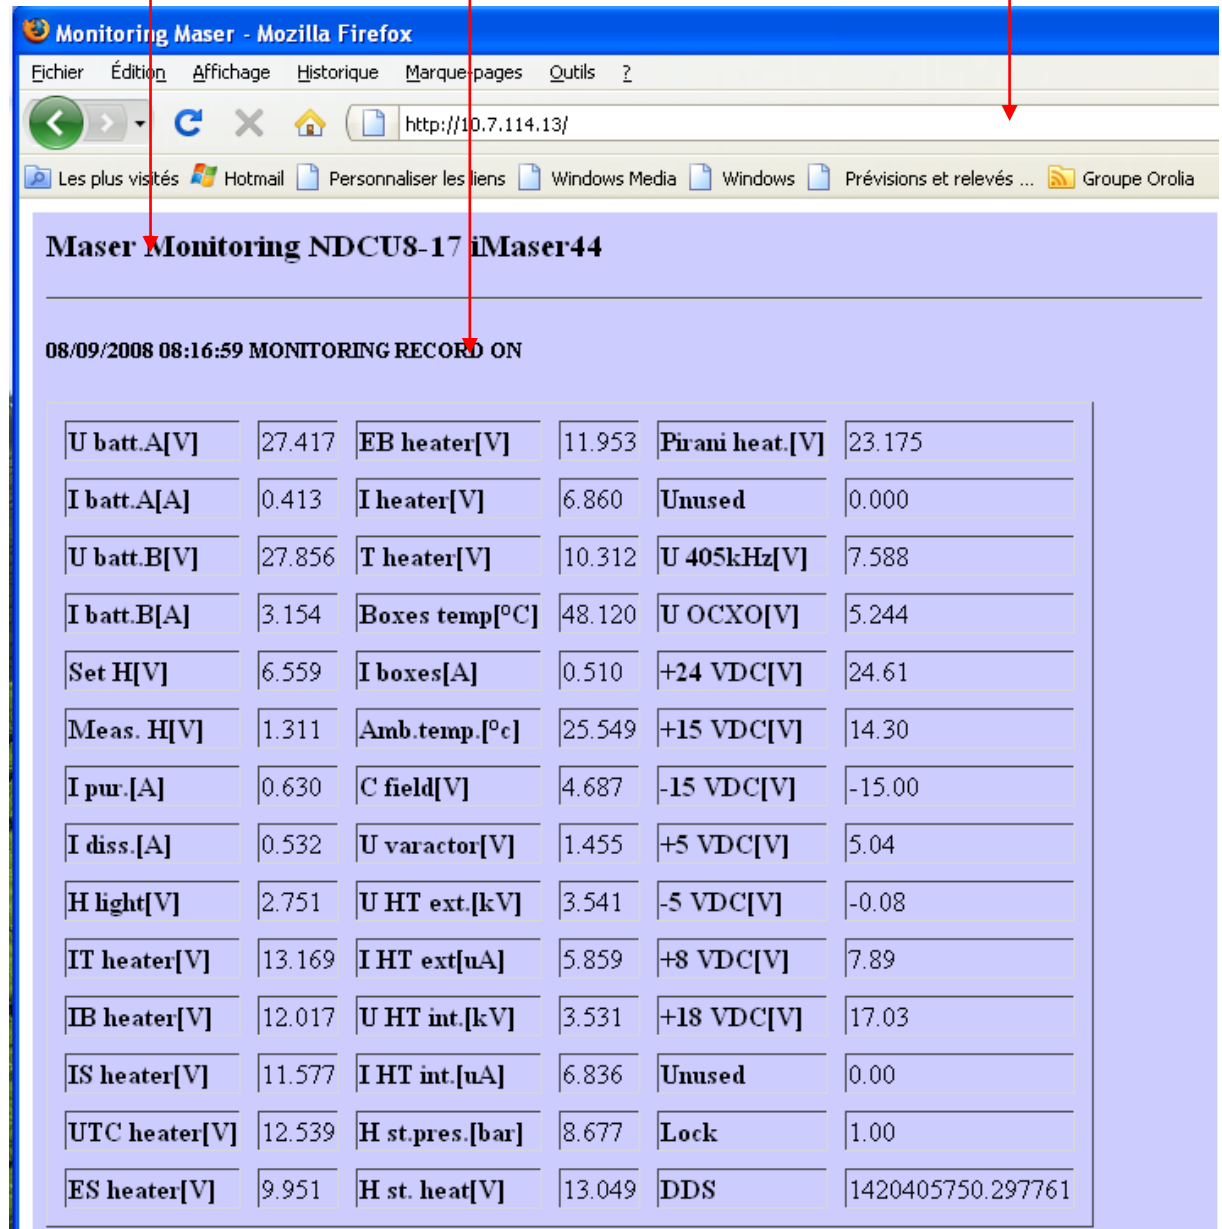 Monitoring Maser - Mozilla Firefox
Fichier Édition Affichage Historique Marque-pages Outils ?
http://10.7.114.13/
Les plus visités Hotmail Personnaliser les liens Windows Media Windows Prévisions et relevés ... Groupe Orolia
Maser Monitoring NDCU8-17 iMaser44
08/09/2008 08:16:59 MONITORING RECORD ON
U batt.A[V] 27.417 EB heater[V] 11.953 Pirani heat.[V] 23.175
I batt.A[A] 0.413 I heater[V] 6.860 Unused 0.000
U batt.B[V] 27.856 T heater[V] 10.312 U 405kHz[V] 7.588
I batt.B[A] 3.154 Boxes temp[ºC] 48.120 U OCXO[V] 5.244
Set H[V] 6.559 I boxes[A] 0.510 +24 VDC[V] 24.61
Meas. H[V] 1.311 Amb.temp.[ºc] 25.549 +15 VDC[V] 14.30
I pur.[A] 0.630 C field[V] 4.687 -15 VDC[V] -15.00
I diss.[A] 0.532 U varactor[V] 1.455 +5 VDC[V] 5.04
H light[V] 2.751 U HT ext.[kV] 3.541 -5 VDC[V] -0.08
IT heater[V] 13.169 I HT ext[uA] 5.859 +8 VDC[V] 7.89
IB heater[V] 12.017 U HT int.[kV] 3.531 +18 VDC[V] 17.03
IS heater[V] 11.577 I HT int.[uA] 6.836 Unused 0.00
UTC heater[V] 12.539 H st.pres.[bar] 8.677 Lock 1.00
ES heater[V] 9.951 H st. heat[V] 13.049 DDS 1420405750.297761